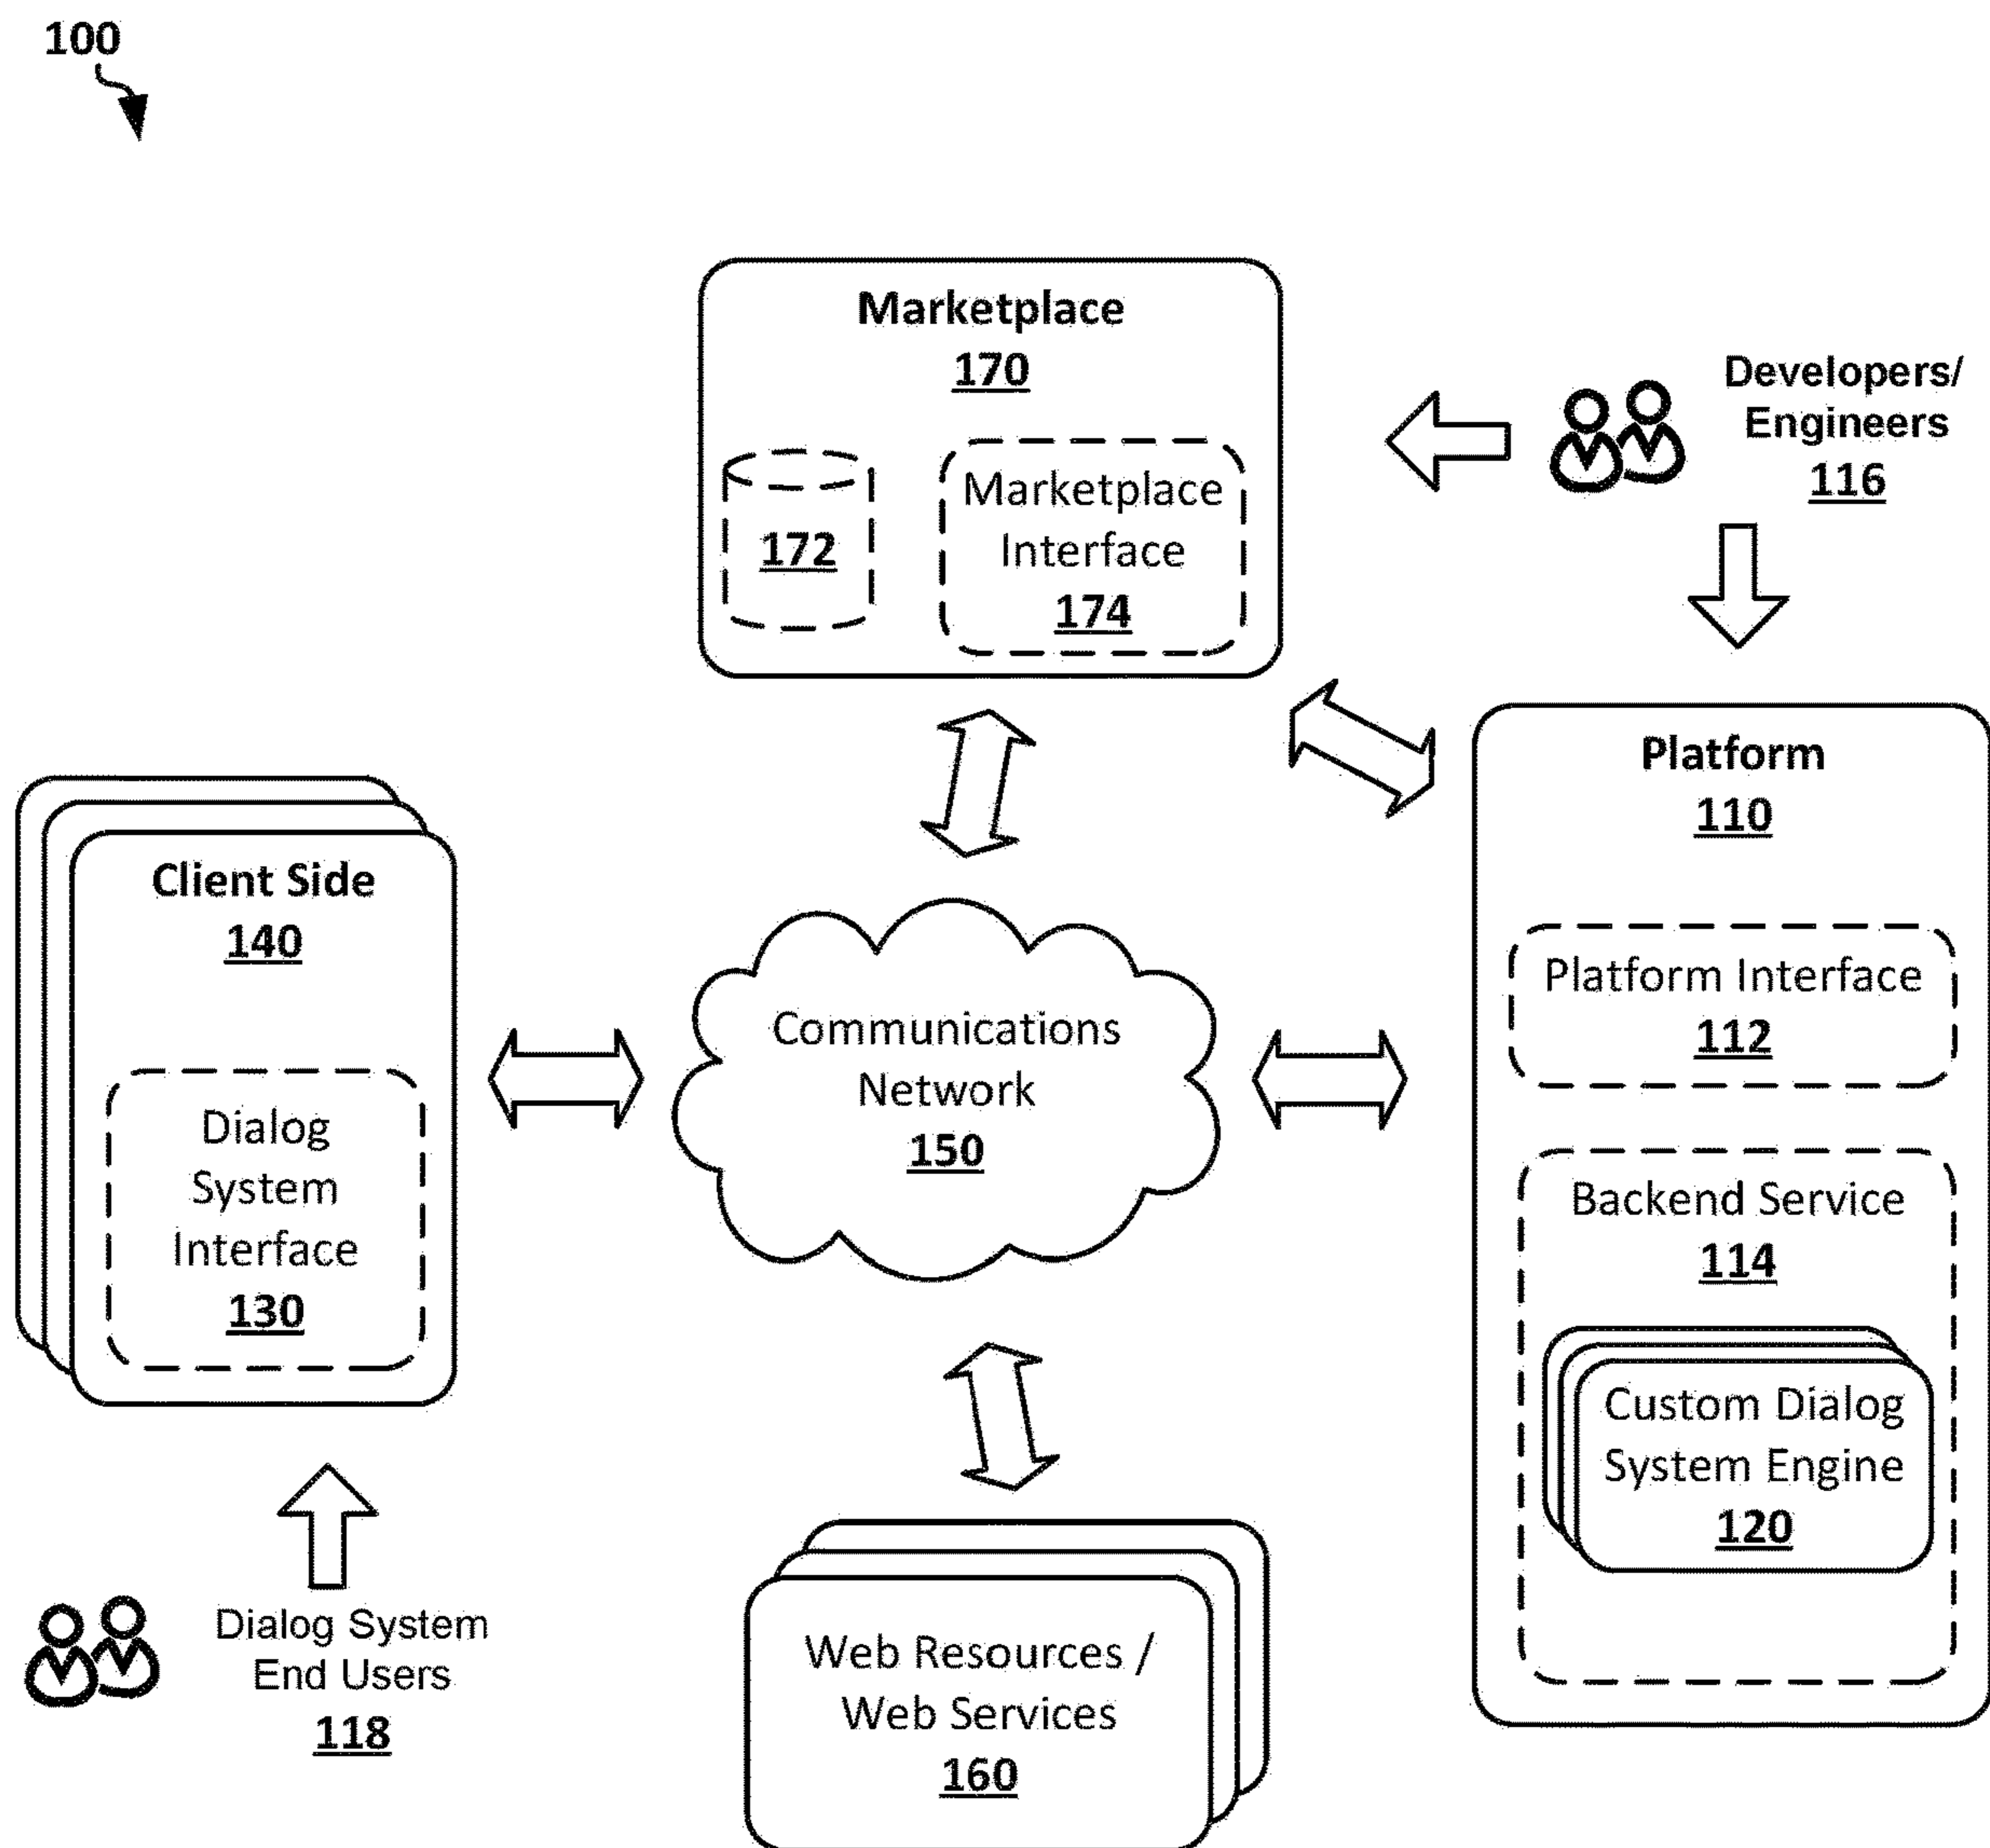 100
Marketplace
170
172
Marketplace
Interface
174
Developers/
Engineers
116
Platform
110
Platform Interface
112
Backend Service
114
Custom Dialog
System Engine
120
Client Side
140
Dialog
System
Interface
130
Communications
Network
150
Dialog System
End Users
118
Web Resources /
Web Services
160